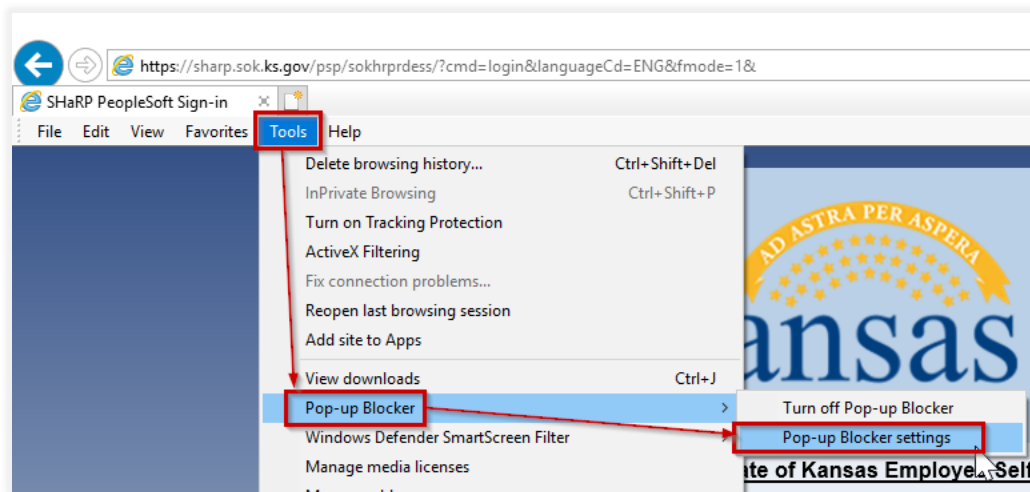 https://sharp.sok.ks.gov/psp/sokhrprdess/?cmd=login&languageCd=ENG&fmode=1&
SHaRP PeopleSoft Sign-in
File Edit View Favorites Tools Help
Delete browsing history... Ctrl+Shift+Del
InPrivate Browsing Ctrl+Shift+P
Turn on Tracking Protection
ActiveX Filtering
Fix connection problems...
Reopen last browsing session
Add site to Apps
AD ASTRA PER ASPERA
ansas
View downloads Ctrl+J
Pop-up Blocker
Turn off Pop-up Blocker
Windows Defender SmartScreen Filter
Pop-up Blocker settings
Manage media licenses
ate of Kansas Employe Self